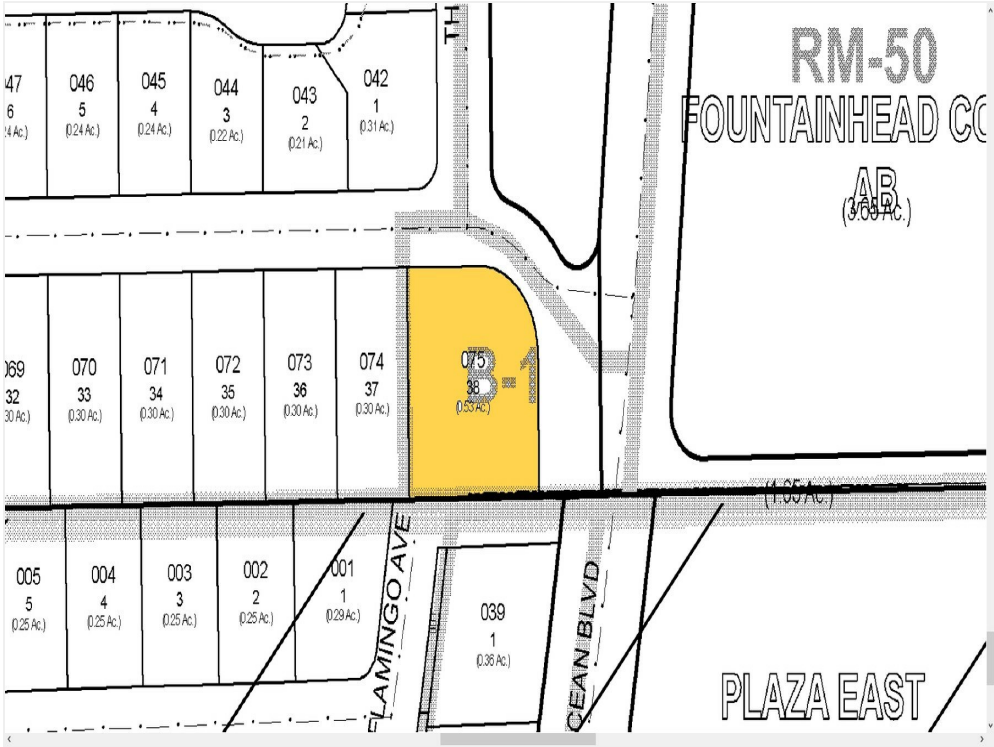 TH
RM-50
FOUNTAINHEAD CO
AB
(3.65 Ac.)
47
6
24 Ac.)
046
5
(0.24 Ac.)
045
4
(0.24 Ac.)
044
3
(0.22 Ac.)
043
2
(0.21 Ac.)
042
1
(0.31 Ac.)
069
32
30 Ac.)
070
33
(0.30 Ac.)
071
34
(0.30 Ac.)
072
35
(0.30 Ac.)
073
36
(0.30 Ac.)
074
37
(0.30 Ac.)
075
38
(0.53 Ac.)
B-1
(1.65 Ac.)
005
5
(0.25 Ac.)
004
4
(0.25 Ac.)
003
3
(0.25 Ac.)
002
2
(0.25 Ac.)
001
1
(0.29 Ac.)
FLAMINGO AVE
039
1
(0.36 Ac.)
CEAN BLVD
PLAZA EAST